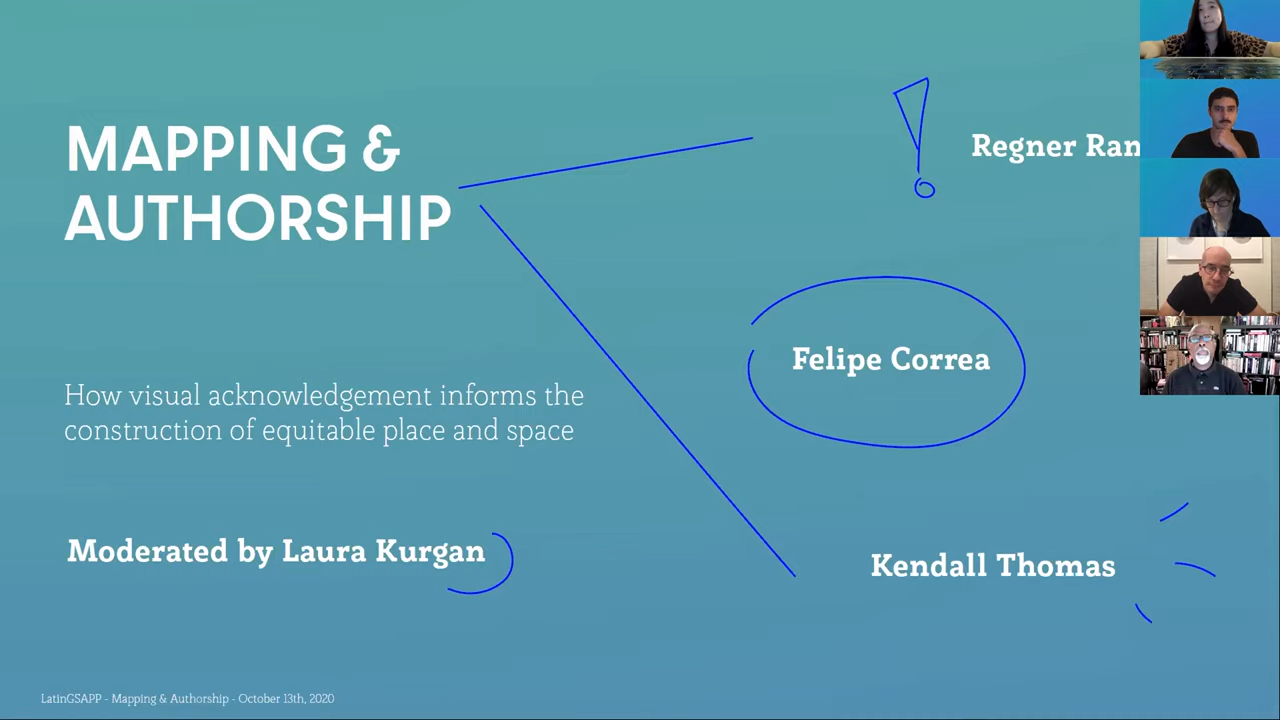 MAPPING &
AUTHORSHIP
How visual acknowledgement informs the
construction of equitable place and space
Moderated by Laura Kurgan
Regner Ran
Felipe Correa
Kendall Thomas
LatinGSAPP - Mapping & Authorship - October 13th, 2020